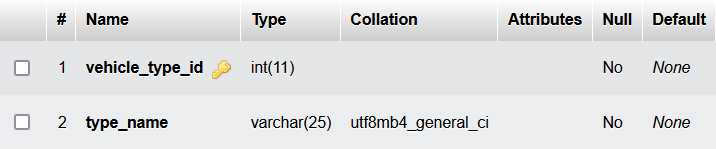 # Name Type Collation Attributes Null Default
1 vehicle_type_id int(11) No None
2 type_name varchar(25) utf8mb4_general_ci No None